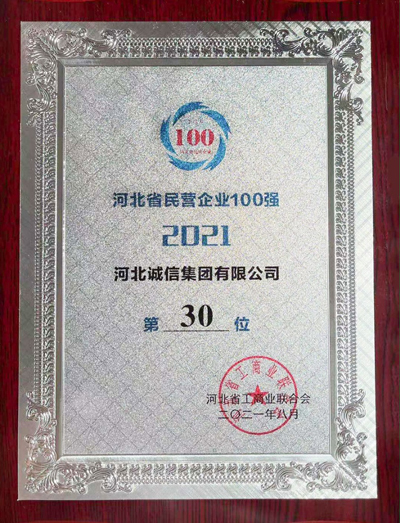 100
河北省民营企业100强
2021
河北诚信集团有限公司
第 30 位
河北省工商业联合会
二〇二一年八月